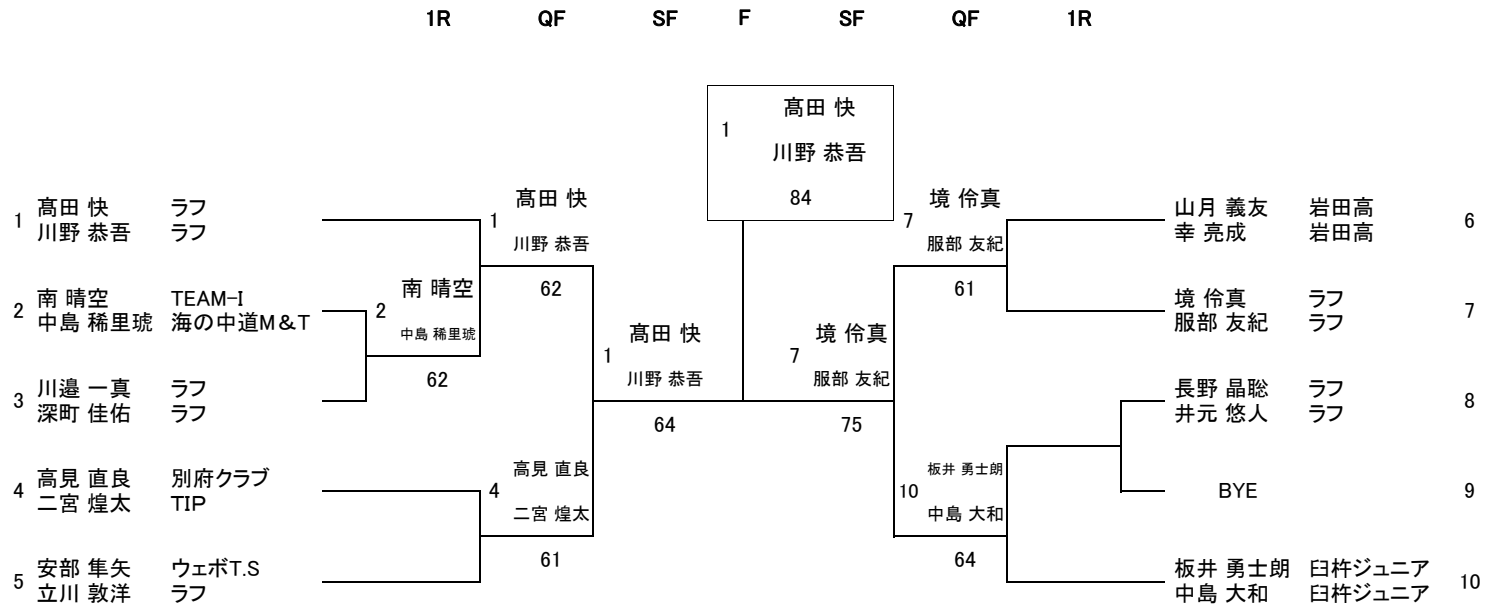 1R QF SF F SF QF 1R
髙田 快
1
川野 恭吾
84
1 髙田 快 ラフ
川野 恭吾 ラフ
髙田 快
1
川野 恭吾
62
2 南 晴空 TEAM-I
中島 稀里琥 海の中道M&T
2 南 晴空
中島 稀里琥
62
3 川邉 一真 ラフ
深町 佳佑 ラフ
髙田 快
1
川野 恭吾
64
4 高見 直良 別府クラブ
二宮 煌太 TIP
高見 直良
4
二宮 煌太
61
5 安部 隼矢 ウェボT.S
立川 敦洋 ラフ
境 伶真
7
服部 友紀
61
山月 義友 岩田高 6
幸 亮成 岩田高
境 伶真 ラフ 7
服部 友紀 ラフ
境 伶真
7
服部 友紀
75
長野 晶聡 ラフ 8
井元 悠人 ラフ
BYE 9
板井 勇士朗
10
中島 大和
64
板井 勇士朗 臼杵ジュニア 10
中島 大和 臼杵ジュニア